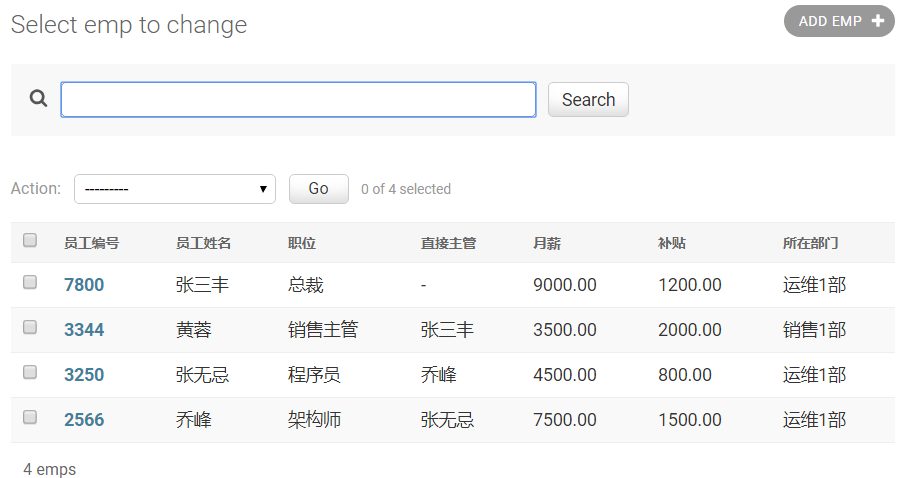 Select emp to change
ADD EMP
Search
Action: --------- Go 0 of 4 selected
员工编号 员工姓名 职位 直接主管 月薪 补贴 所在部门
7800 张三丰 总裁 - 9000.00 1200.00 运维1部
3344 黄蓉 销售主管 张三丰 3500.00 2000.00 销售1部
3250 张无忌 程序员 乔峰 4500.00 800.00 运维1部
2566 乔峰 架构师 张无忌 7500.00 1500.00 运维1部
4 emps